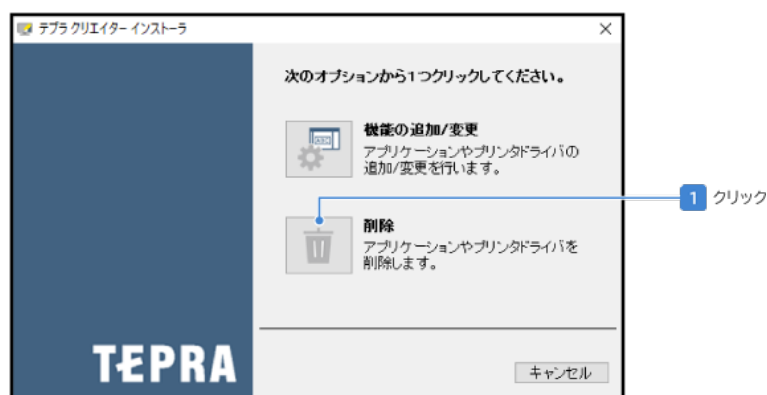 テプラ クリエイター インストーラ
次のオプションから1つクリックしてください。
機能の追加/変更
アプリケーションやプリンタドライバの
追加/変更を行います。
1 クリック
削除
アプリケーションやプリンタドライバを
削除します。
TEPRA
キャンセル